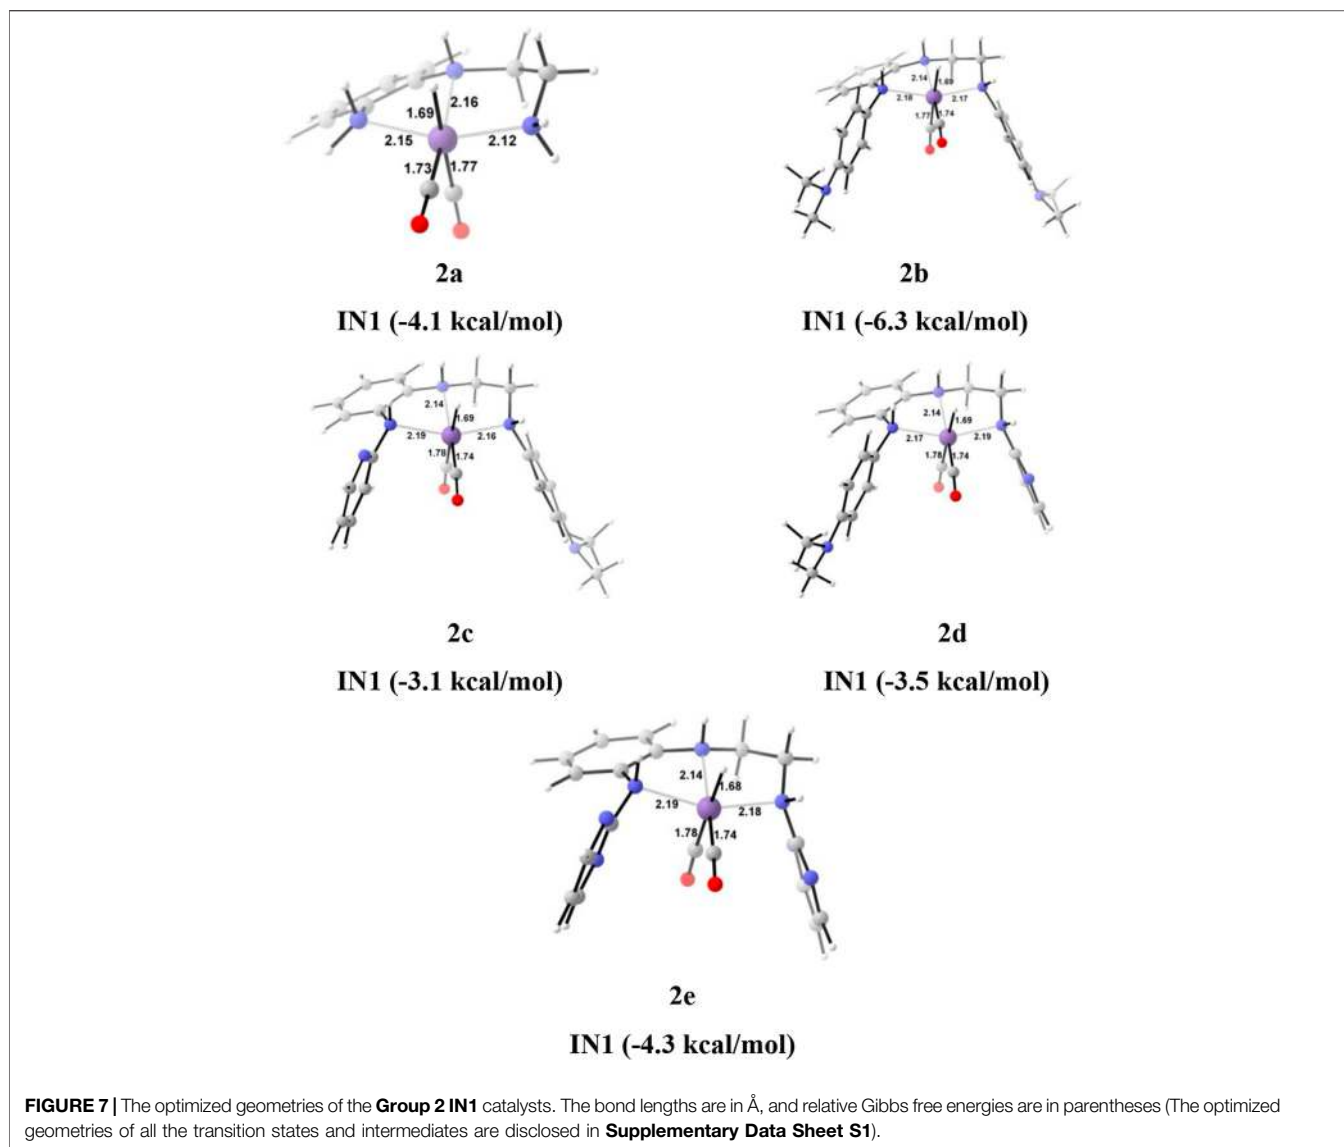 1.69
2.16
2.15
2.12
1.73
1.77
2a
IN1 (-4.1 kcal/mol)
2.14
1.69
2.18
2.17
1.77
1.74
2b
IN1 (-6.3 kcal/mol)
2.14
1.69
2.19
2.16
1.78
1.74
2c
IN1 (-3.1 kcal/mol)
2.14
1.69
2.17
2.19
1.78
1.74
2d
IN1 (-3.5 kcal/mol)
2.14
1.68
2.19
2.18
1.78
1.74
2e
IN1 (-4.3 kcal/mol)
FIGURE 7 | The optimized geometries of the Group 2 IN1 catalysts. The bond lengths are in Å, and relative Gibbs free energies are in parentheses (The optimized
geometries of all the transition states and intermediates are disclosed in Supplementary Data Sheet S1).